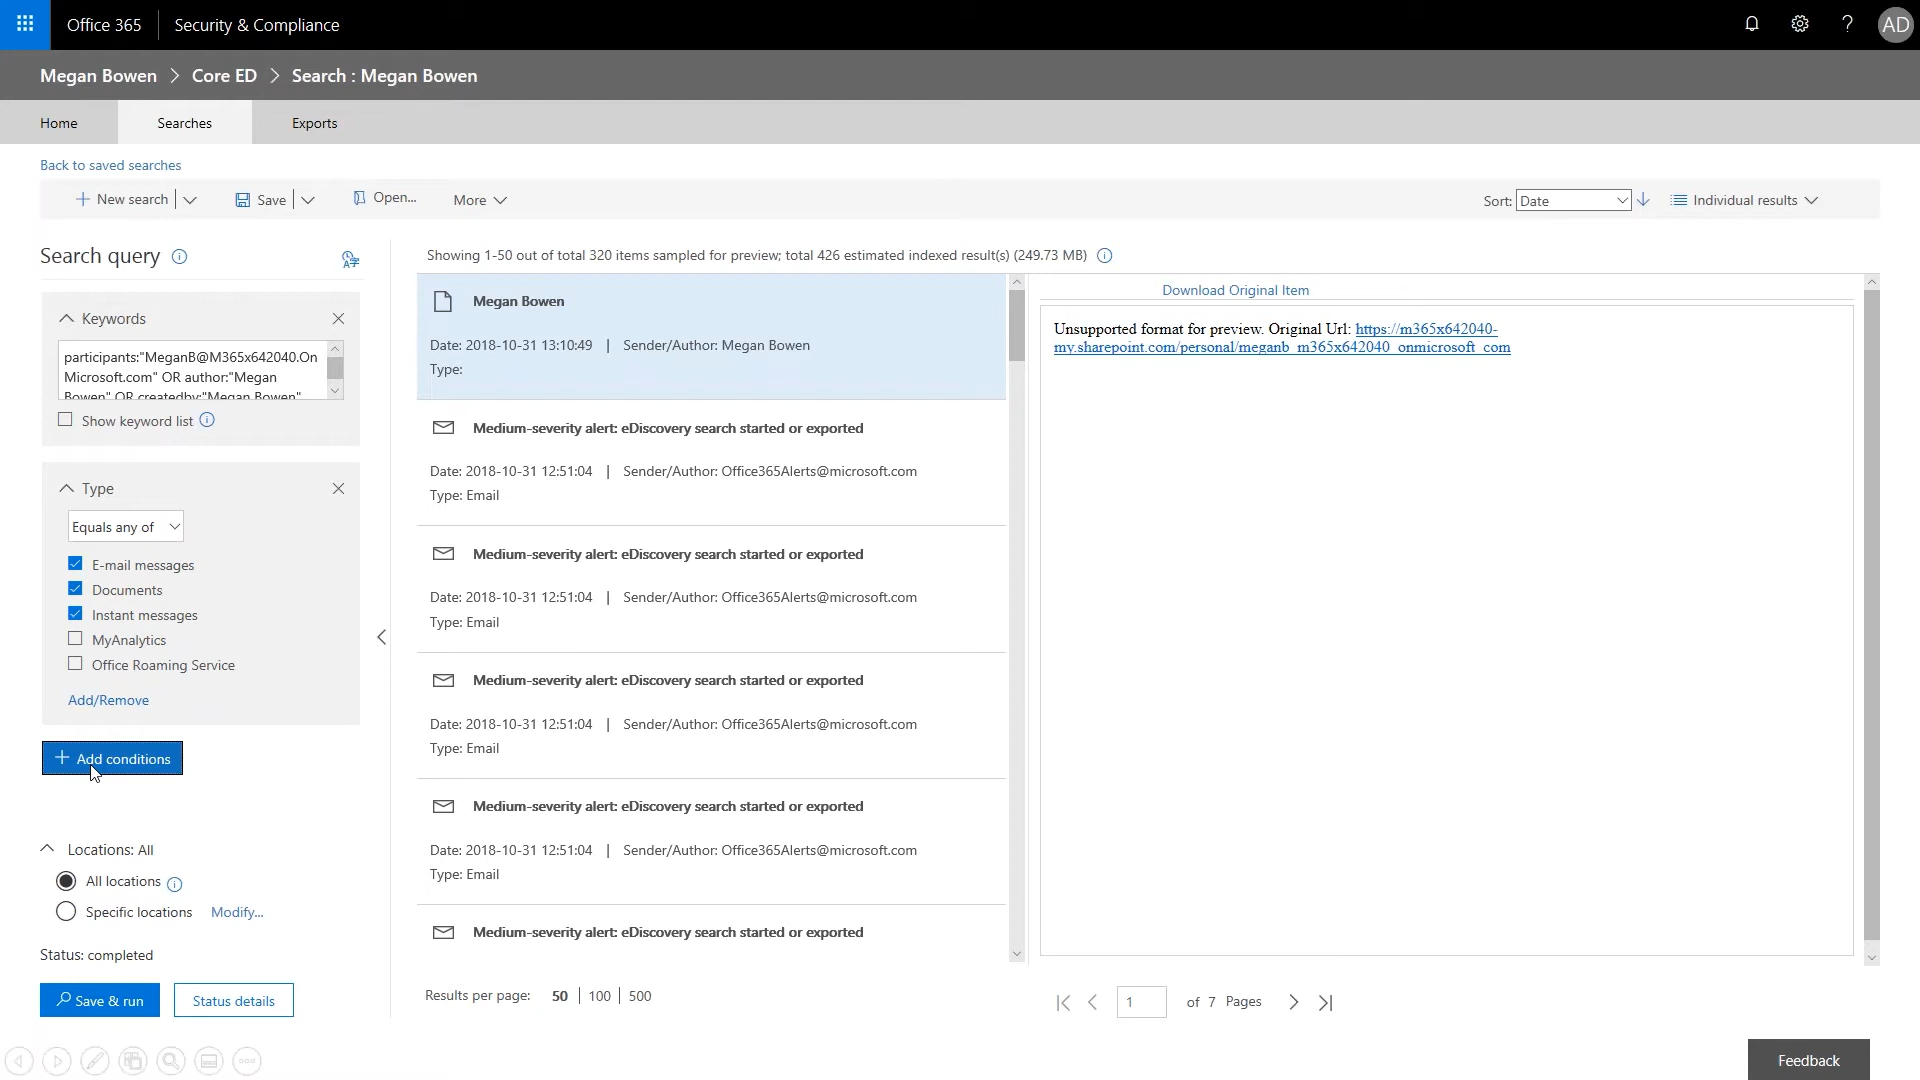 Office 365
Security & Compliance
?
AD
Megan Bowen > Core ED > Search : Megan Bowen
Home
Searches
Exports
Back to saved searches
+ New search
Save
Open...
More
Sort: Date
Individual results
Search query
Showing 1-50 out of total 320 items sampled for preview; total 426 estimated indexed result(s) (249.73 MB)
Keywords
participants:"MeganB@M365x642040.On
Microsoft.com" OR author:"Megan
Bowen" OR createdby:"Megan Bowen"
Show keyword list
Type
Equals any of
E-mail messages
Documents
Instant messages
MyAnalytics
Office Roaming Service
Add/Remove
+ Add conditions
Locations: All
All locations
Specific locations Modify...
Status: completed
Save & run
Status details
Megan Bowen
Date: 2018-10-31 13:10:49 | Sender/Author: Megan Bowen
Type:
Medium-severity alert: eDiscovery search started or exported
Date: 2018-10-31 12:51:04 | Sender/Author: Office365Alerts@microsoft.com
Type: Email
Medium-severity alert: eDiscovery search started or exported
Date: 2018-10-31 12:51:04 | Sender/Author: Office365Alerts@microsoft.com
Type: Email
Medium-severity alert: eDiscovery search started or exported
Date: 2018-10-31 12:51:04 | Sender/Author: Office365Alerts@microsoft.com
Type: Email
Medium-severity alert: eDiscovery search started or exported
Date: 2018-10-31 12:51:04 | Sender/Author: Office365Alerts@microsoft.com
Type: Email
Medium-severity alert: eDiscovery search started or exported
Results per page: 50 | 100 | 500
Download Original Item
Unsupported format for preview. Original Url: https://m365x642040-
my.sharepoint.com/personal/meganb_m365x642040_onmicrosoft_com
1 of 7 Pages
Feedback